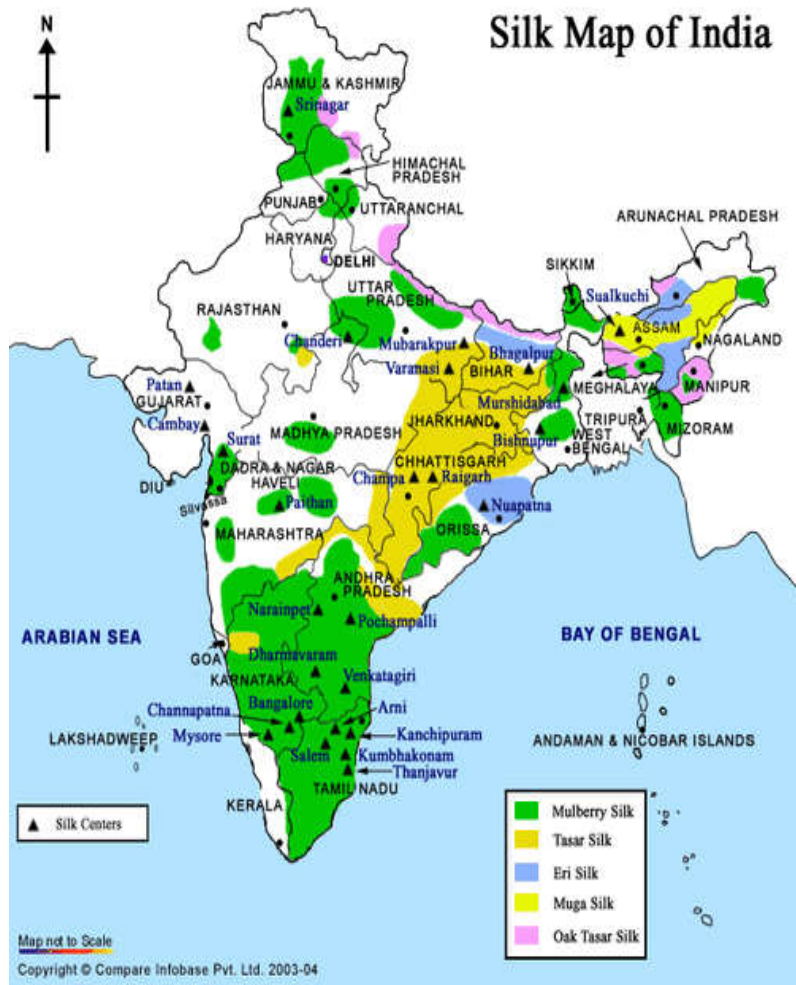 Silk Map of India
N
JAMMU & KASHMIR
Srinagar
HIMACHAL
PRADESH
PUNJAB
UTTARANCHAL
HARYANA
DELHI
ARUNACHAL PRADESH
SIKKIM
Sualkuchi
UTTAR
PRADESH
RAJASTHAN
ASSAM
NAGALAND
Chanderi
Mubarakpur
Bhagalpur
Varanasi
BIHAR
MEGHALAYA
MANIPUR
Patan
GUJARAT
Murshidabad
Cambay
JHARKHAND
TRIPURA
MADHYA PRADESH
Bishnupur
WEST
BENGAL
MIZORAM
Surat
DADRA & NAGAR
HAVELI
CHHATTISGARH
Champa
Raigarh
DIU
Silvassa
Paithan
Nuapatna
MAHARASHTRA
ORISSA
ANDHRA
PRADESH
Narainpet
Pochampalli
ARABIAN SEA
BAY OF BENGAL
GOA
Dharmavaram
KARNATAKA
Venkatagiri
Bangalore
Arni
Channapatna
Kanchipuram
Mysore
LAKSHADWEEP
ANDAMAN & NICOBAR ISLANDS
Salem
Kumbhakonam
Thanjavur
TAMIL NADU
KERALA
Silk Centers
Mulberry Silk
Tasar Silk
Eri Silk
Muga Silk
Oak Tasar Silk
Map not to Scale
Copyright © Compare Infobase Pvt. Ltd. 2003-04